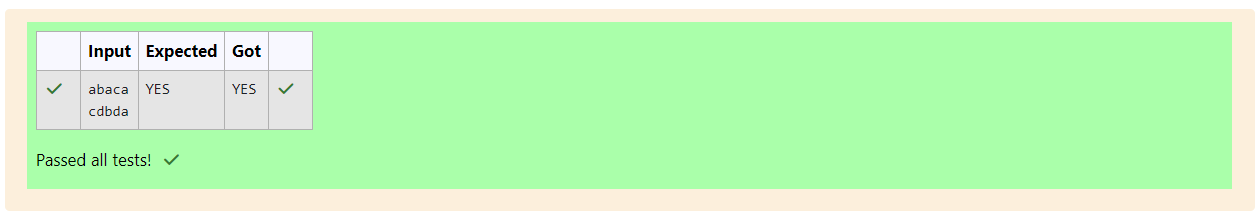 Input Expected Got
abaca YES YES
cdbda
Passed all tests!